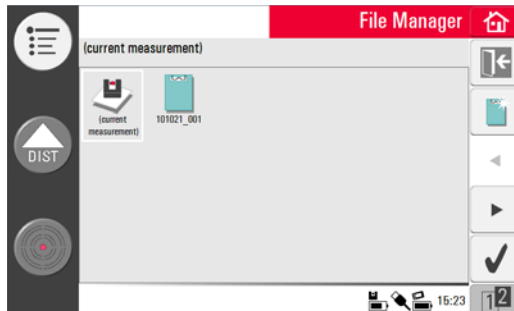 File Manager
(current measurement)
(current
measurement)
101021_001
DIST
15:23
1 2